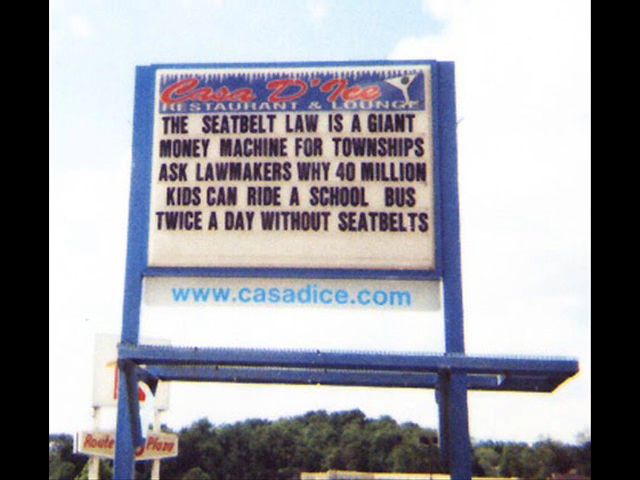 Casa D'Ice
RESTAURANT & LOUNGE
THE SEATBELT LAW IS A GIANT
MONEY MACHINE FOR TOWNSHIPS
ASK LAWMAKERS WHY 40 MILLION
KIDS CAN RIDE A SCHOOL BUS
TWICE A DAY WITHOUT SEATBELTS
www.casadice.com
Route
Plaza